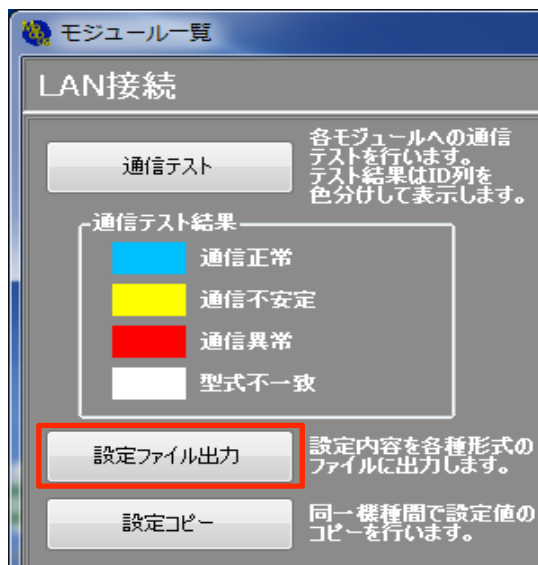 モジュール一覧
LAN接続
通信テスト
各モジュールへの通信
テストを行います。
テスト結果はID列を
色分けして表示します。
通信テスト結果
通信正常
通信不安定
通信異常
型式不一致
設定ファイル出力
設定内容を各種形式の
ファイルに出力します。
設定コピー
同一機種間で設定値の
コピーを行います。